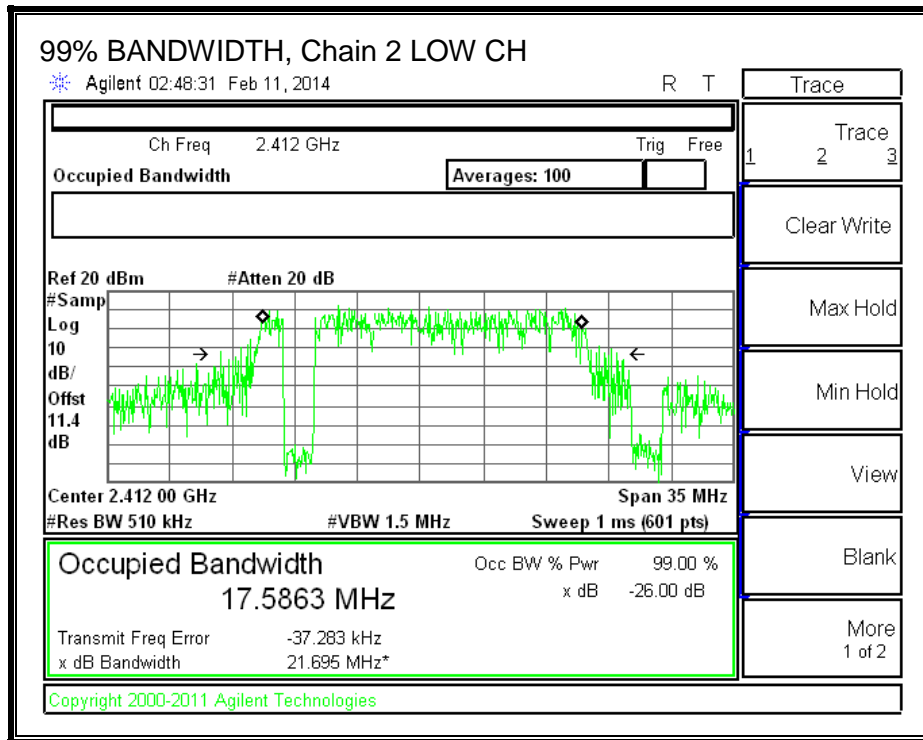 99% BANDWIDTH, Chain 2 LOW CH
Agilent 02:48:31 Feb 11, 2014 R T
Trace
Ch Freq 2.412 GHz Trig Free
Occupied Bandwidth Averages: 100
Trace
1 2 3
Clear Write
Max Hold
Min Hold
View
Blank
More
1 of 2
Ref 20 dBm #Atten 20 dB
#Samp
Log
10
dB/
Offst
11.4
dB
Center 2.412 00 GHz Span 35 MHz
#Res BW 510 kHz #VBW 1.5 MHz Sweep 1 ms (601 pts)
Occupied Bandwidth Occ BW % Pwr 99.00 %
17.5863 MHz x dB -26.00 dB
Transmit Freq Error -37.283 kHz
x dB Bandwidth 21.695 MHz*
Copyright 2000-2011 Agilent Technologies